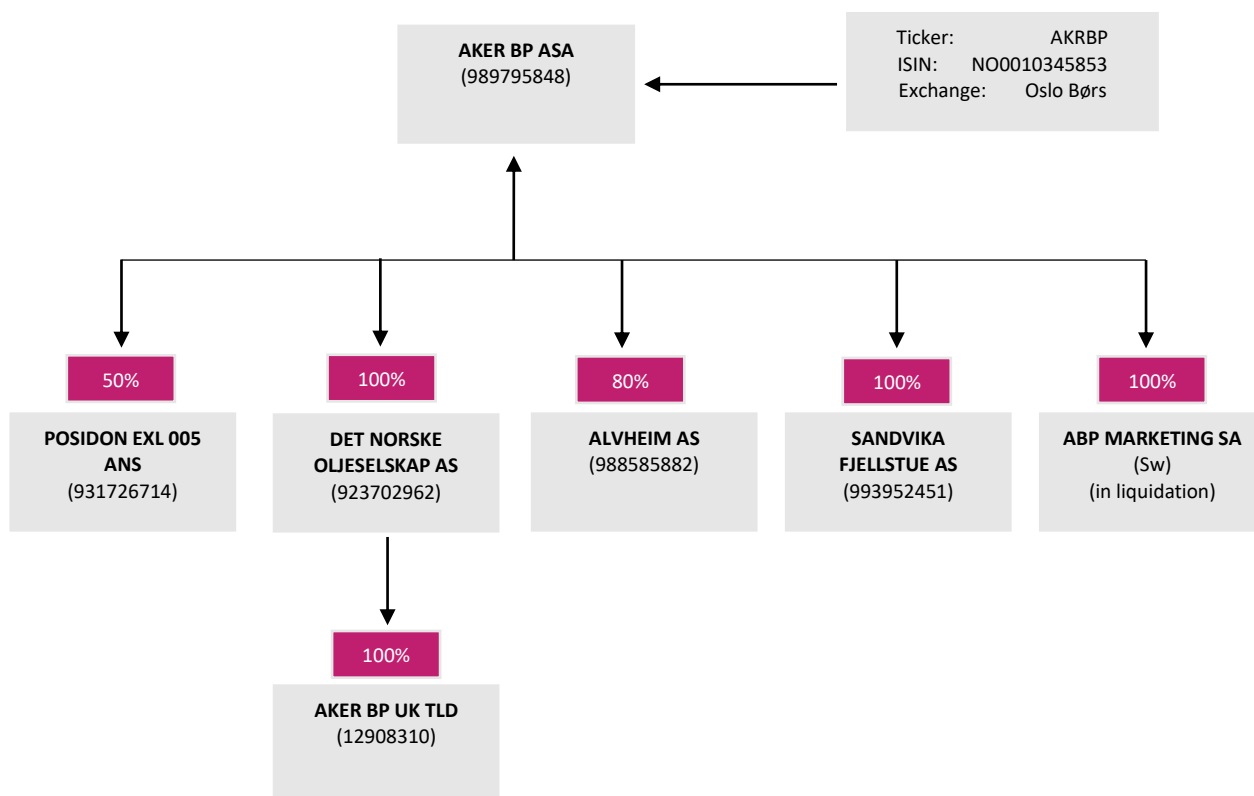 AKER BP ASA
(989795848)
Ticker: AKRBP
ISIN: NO0010345853
Exchange: Oslo Børs
50%
100%
80%
100%
100%
POSIDON EXL 005
ANS
(931726714)
DET NORSKE
OLJESELSKAP AS
(923702962)
ALVHEIM AS
(988585882)
SANDVIKA
FJELLSTUE AS
(993952451)
ABP MARKETING SA
(Sw)
(in liquidation)
100%
AKER BP UK TLD
(12908310)